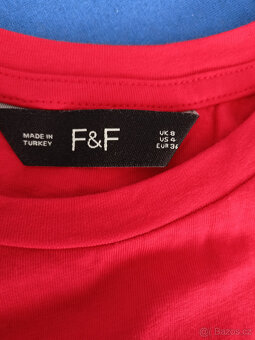 MADE IN
TURKEY
F&F
UK 8
US 4
EUR 36
Bazos.cz